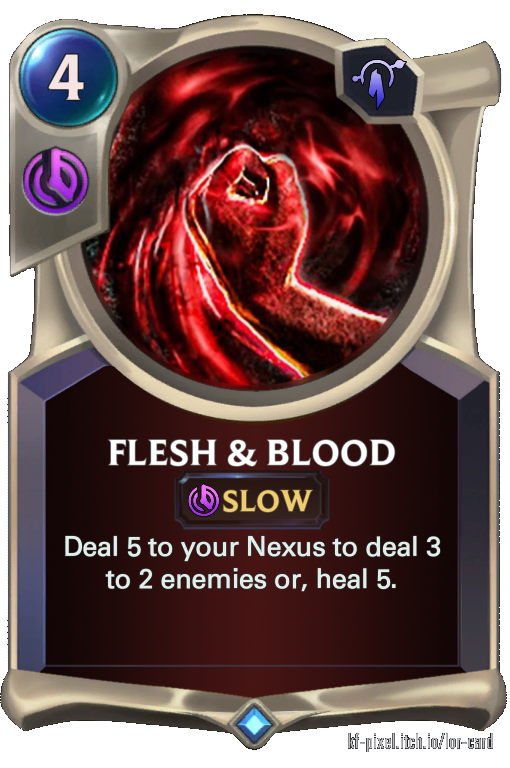 4
FLESH & BLOOD
SLOW
Deal 5 to your Nexus to deal 3
to 2 enemies or, heal 5.
kf-pixel.itch.io/lor-card